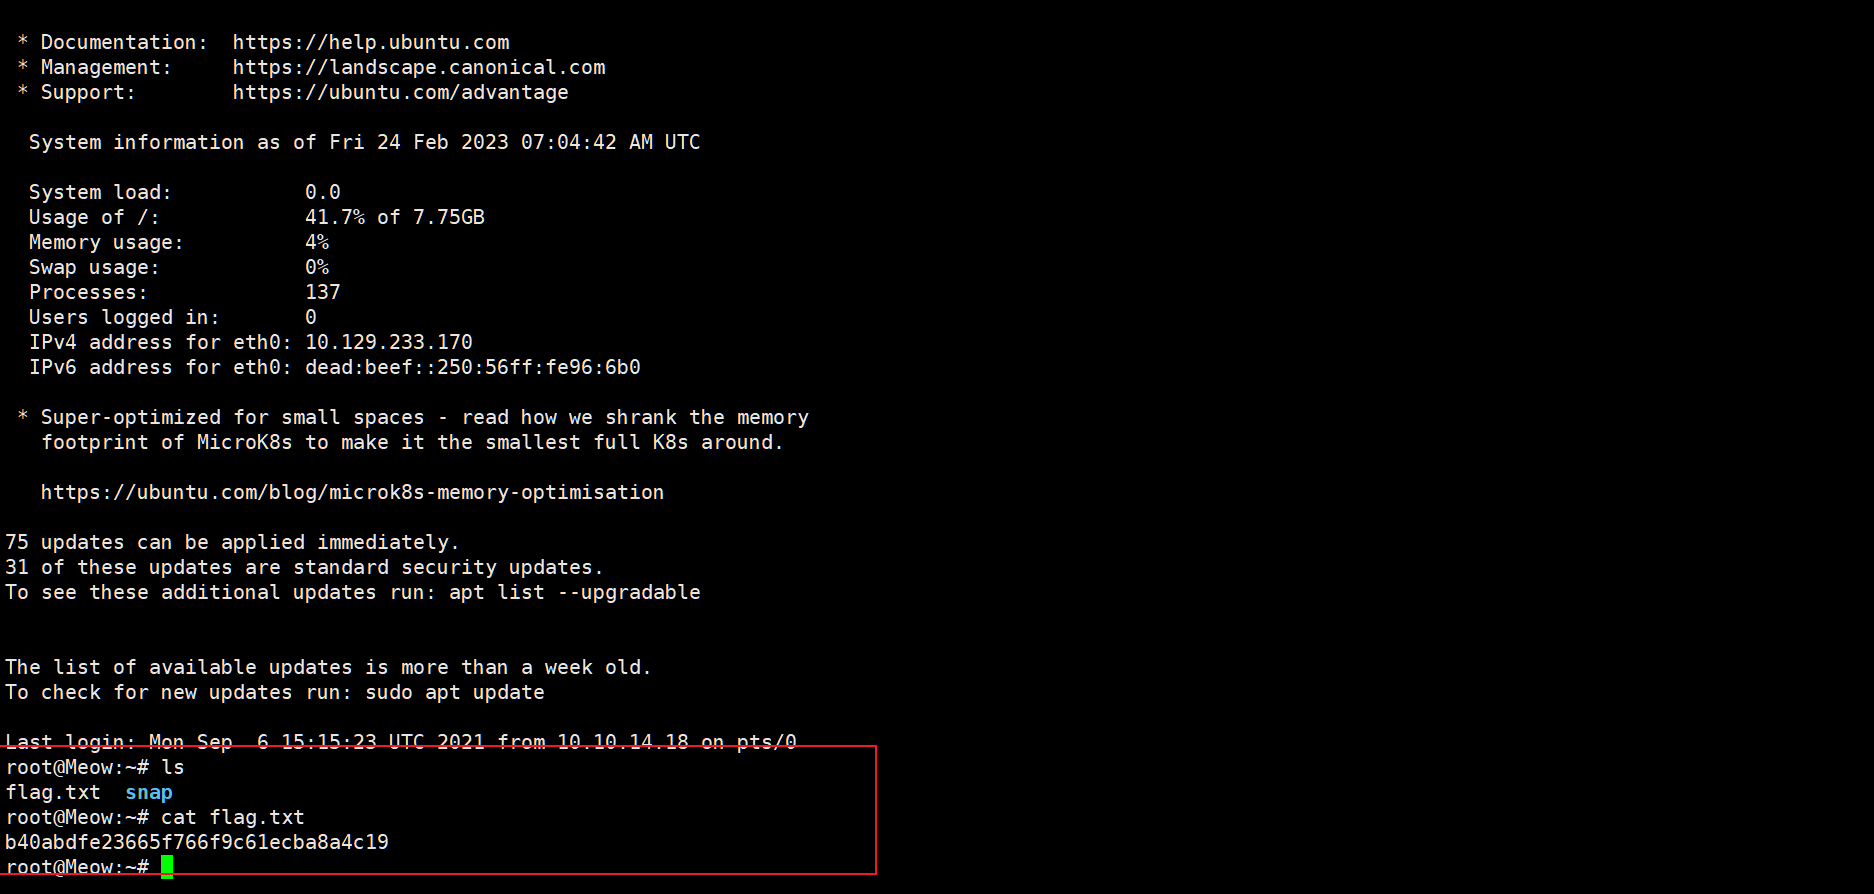 * Documentation:  https://help.ubuntu.com
 * Management:     https://landscape.canonical.com
 * Support:        https://ubuntu.com/advantage

  System information as of Fri 24 Feb 2023 07:04:42 AM UTC

  System load:           0.0
  Usage of /:            41.7% of 7.75GB
  Memory usage:          4%
  Swap usage:            0%
  Processes:             137
  Users logged in:       0
  IPv4 address for eth0: 10.129.233.170
  IPv6 address for eth0: dead:beef::250:56ff:fe96:6b0

 * Super-optimized for small spaces - read how we shrank the memory
   footprint of MicroK8s to make it the smallest full K8s around.

   https://ubuntu.com/blog/microk8s-memory-optimisation

75 updates can be applied immediately.
31 of these updates are standard security updates.
To see these additional updates run: apt list --upgradable

The list of available updates is more than a week old.
To check for new updates run: sudo apt update

Last login: Mon Sep  6 15:15:23 UTC 2021 from 10.10.14.18 on pts/0
root@Meow:~# ls
flag.txt  snap
root@Meow:~# cat flag.txt
b40abdfe23665f766f9c61ecba8a4c19
root@Meow:~#